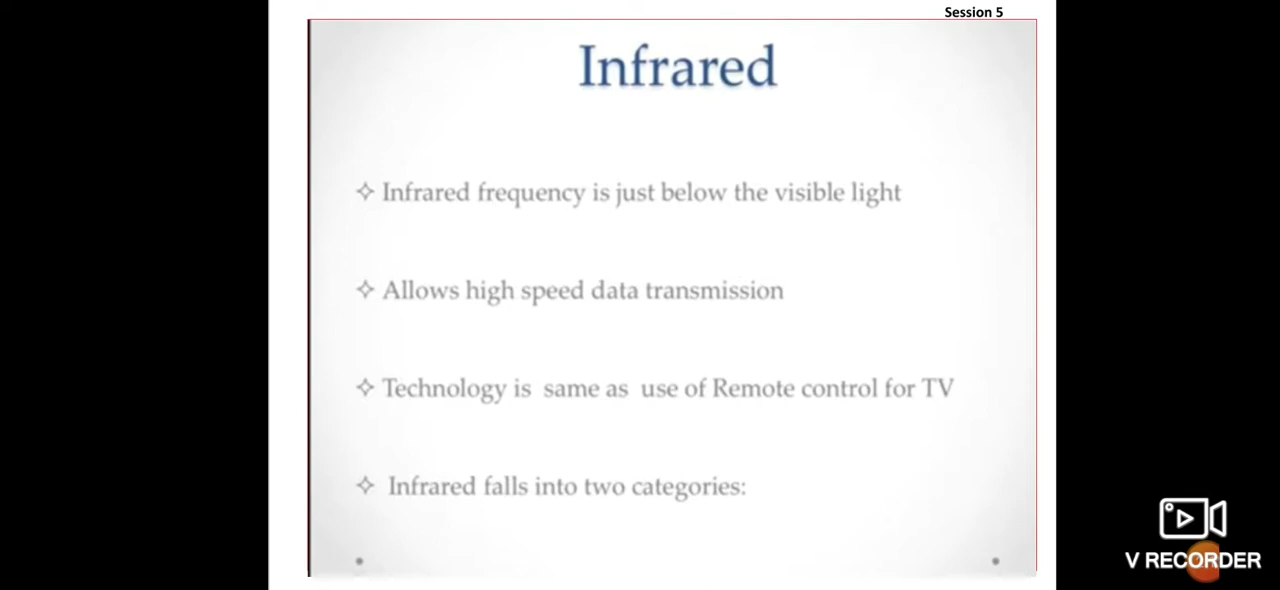 Session 5
Infrared
✧ Infrared frequency is just below the visible light
✧ Allows high speed data transmission
✧ Technology is same as use of Remote control for TV
✧ Infrared falls into two categories:
V RECORDER